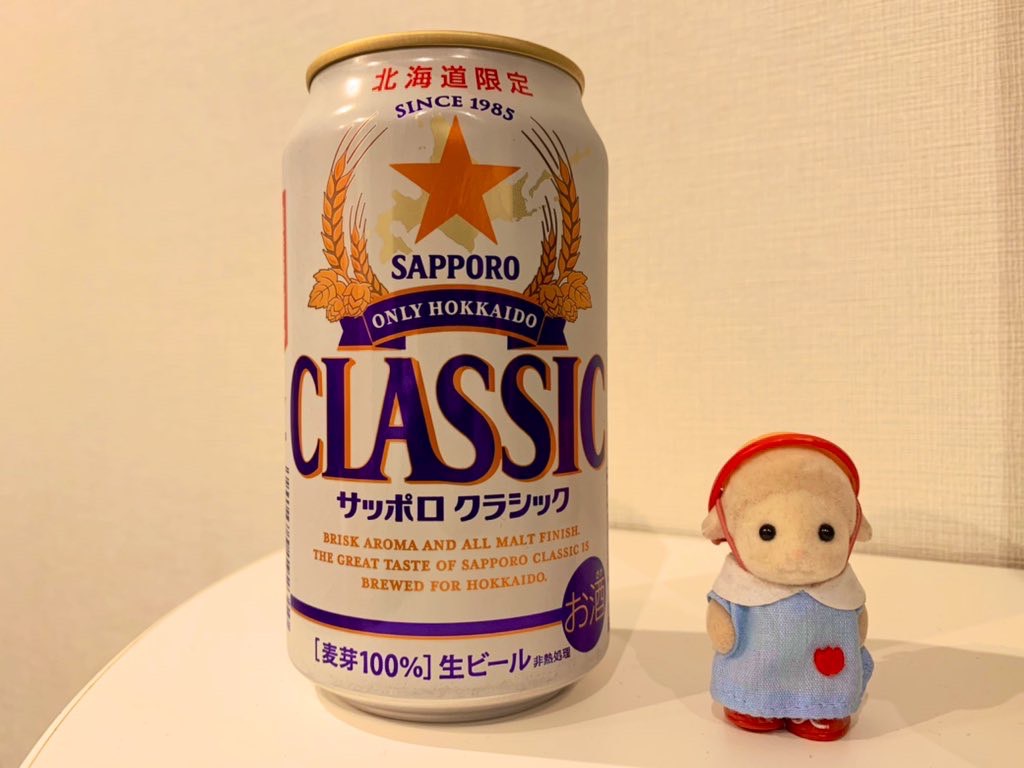 北海道限定
SINCE 1985
SAPPORO
ONLY HOKKAIDO
CLASSIC
サッポロ クラシック
BRISK AROMA AND ALL MALT FINISH.
THE GREAT TASTE OF SAPPORO CLASSIC IS
BREWED FOR HOKKAIDO.
お酒
[麦芽100%] 生ビール 非熱処理